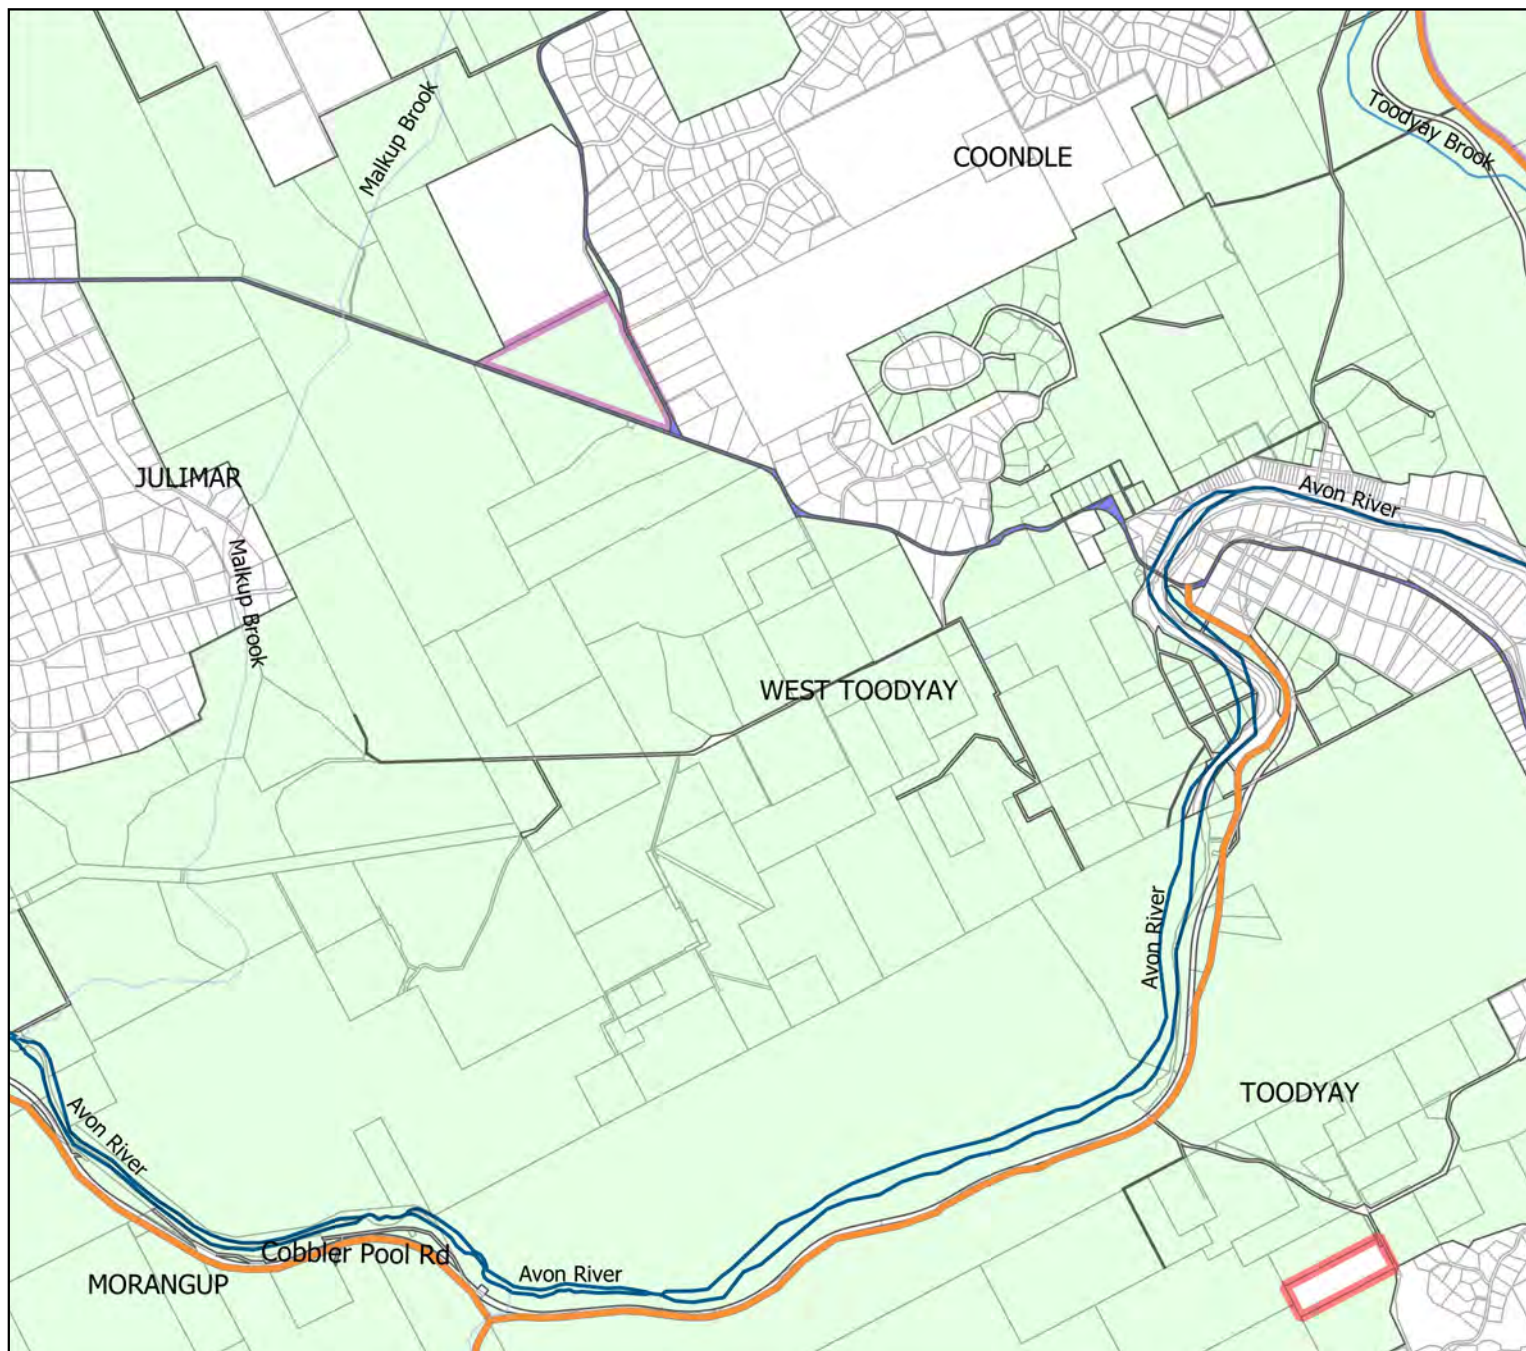 Malkup Brook
Toodyay Brook
COONDLE
JULIMAR
Avon River
Malkup Brook
WEST TOODYAY
Avon River
TOODYAY
Avon River
Cobbler Pool Rd
Avon River
MORANGUP